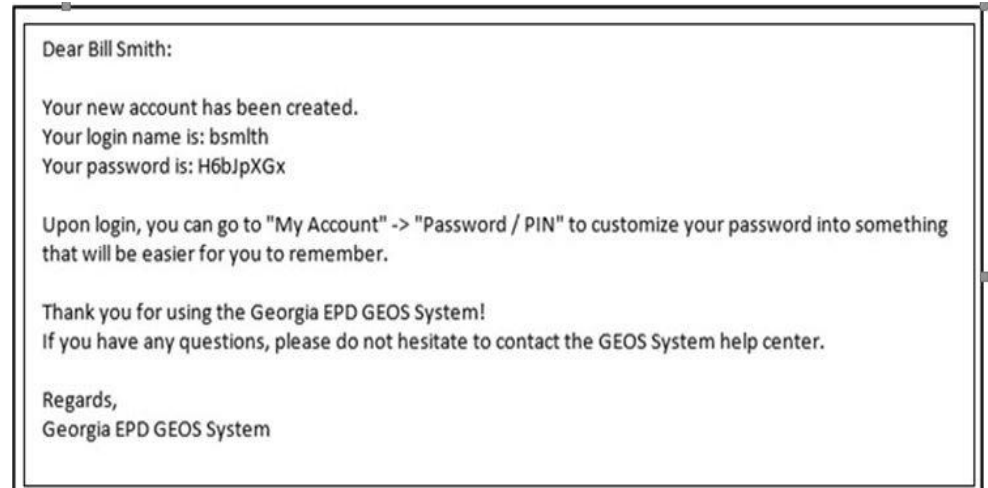 Dear Bill Smith:
Your new account has been created.
Your login name is: bsmlth
Your password is: H6bJpXGx
Upon login, you can go to "My Account" -> "Password / PIN" to customize your password into something
that will be easier for you to remember.
Thank you for using the Georgia EPD GEOS System!
If you have any questions, please do not hesitate to contact the GEOS System help center.
Regards,
Georgia EPD GEOS System